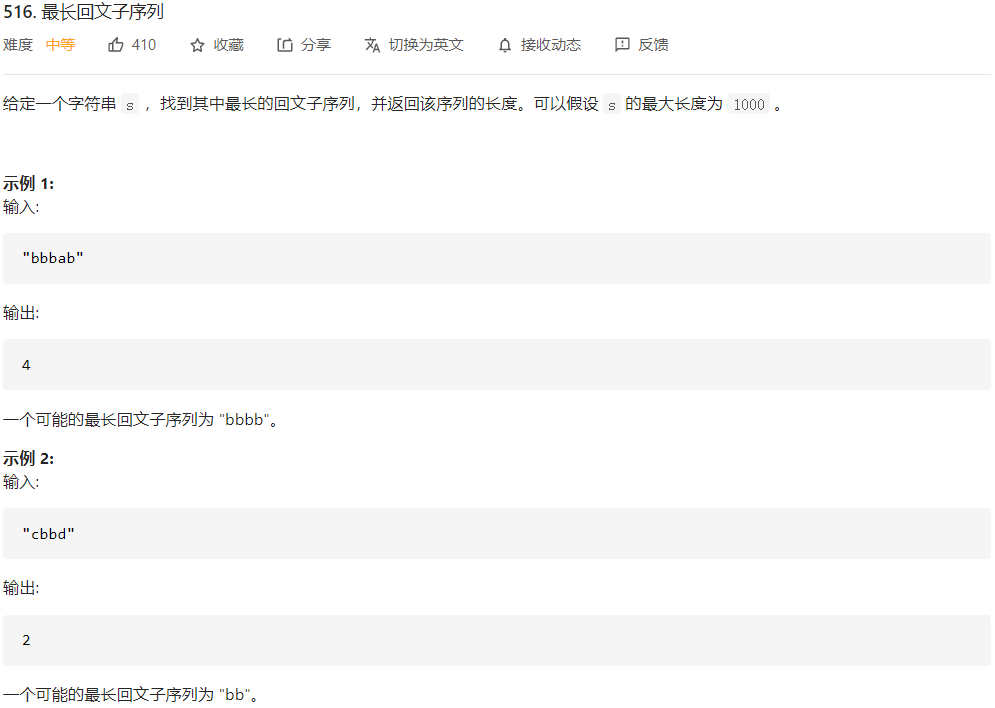 516. 最长回文子序列
难度 中等 410 收藏 分享 切换为英文 接收动态 反馈
给定一个字符串 s ，找到其中最长的回文子序列，并返回该序列的长度。可以假设 s 的最大长度为 1000 。
示例 1:
输入:
"bbbab"
输出:
4
一个可能的最长回文子序列为 "bbbb"。
示例 2:
输入:
"cbbd"
输出:
2
一个可能的最长回文子序列为 "bb"。